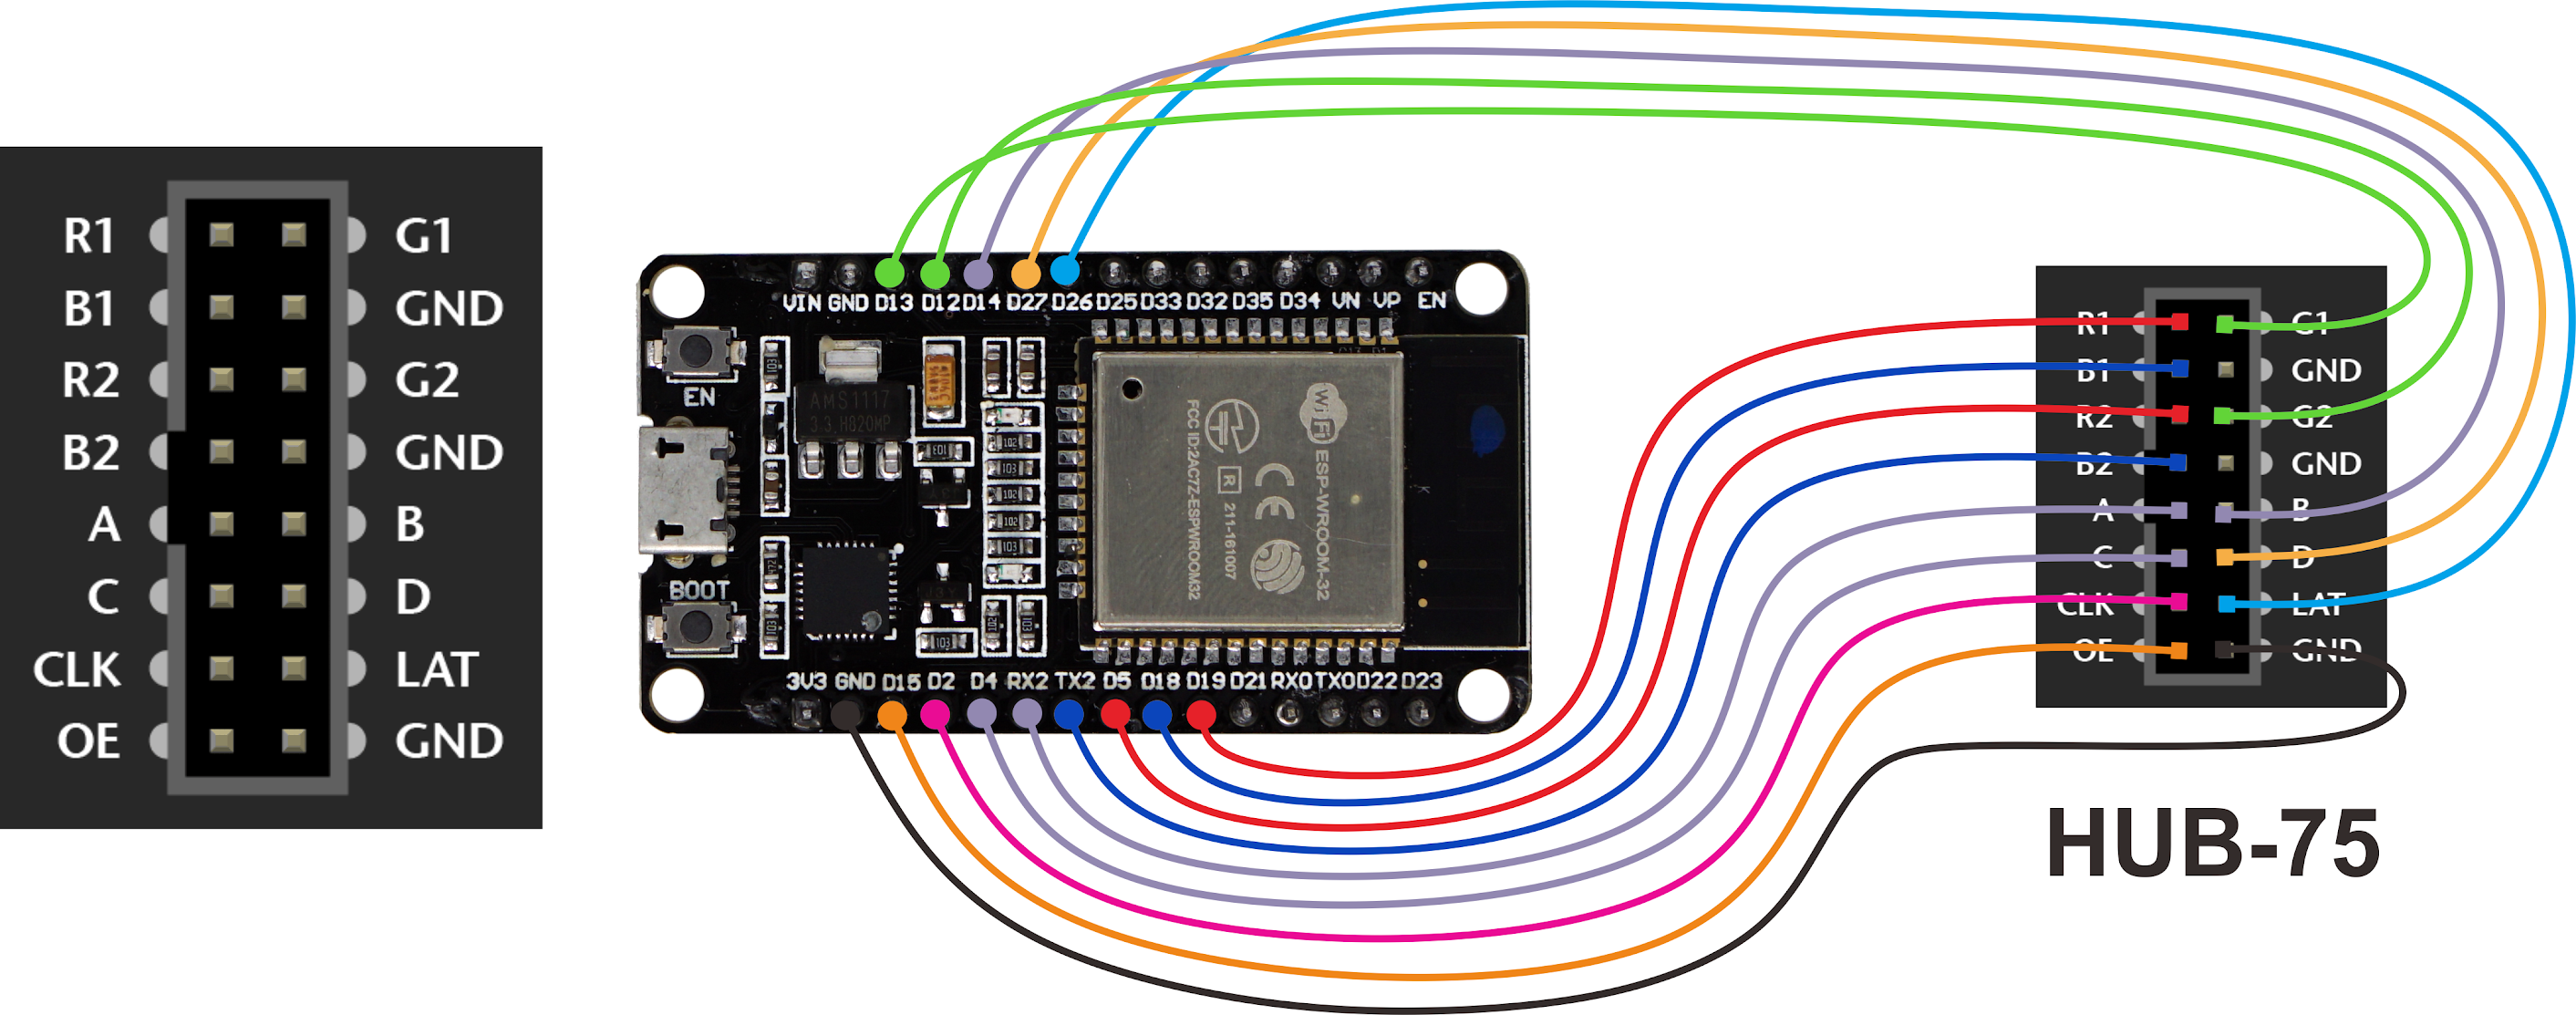 R1 G1
B1 GND
R2 G2
B2 GND
A B
C D
CLK LAT
OE GND
VIN GND D13 D12 D14 D27 D26 D25 D33 D32 D35 D34 VN VP EN
EN
AMS1117
3.3 H820MP
BOOT
WiFi
ESP-WROOM-32
CE
R 211-161007
FCC ID:2AC7Z-ESPWROOM32
3V3 GND D15 D2 D4 RX2 TX2 D5 D18 D19 D21 RX0 TX0 D22 D23
R1 G1
B1 GND
R2 G2
B2 GND
A B
C D
CLK LAT
OE GND
HUB-75